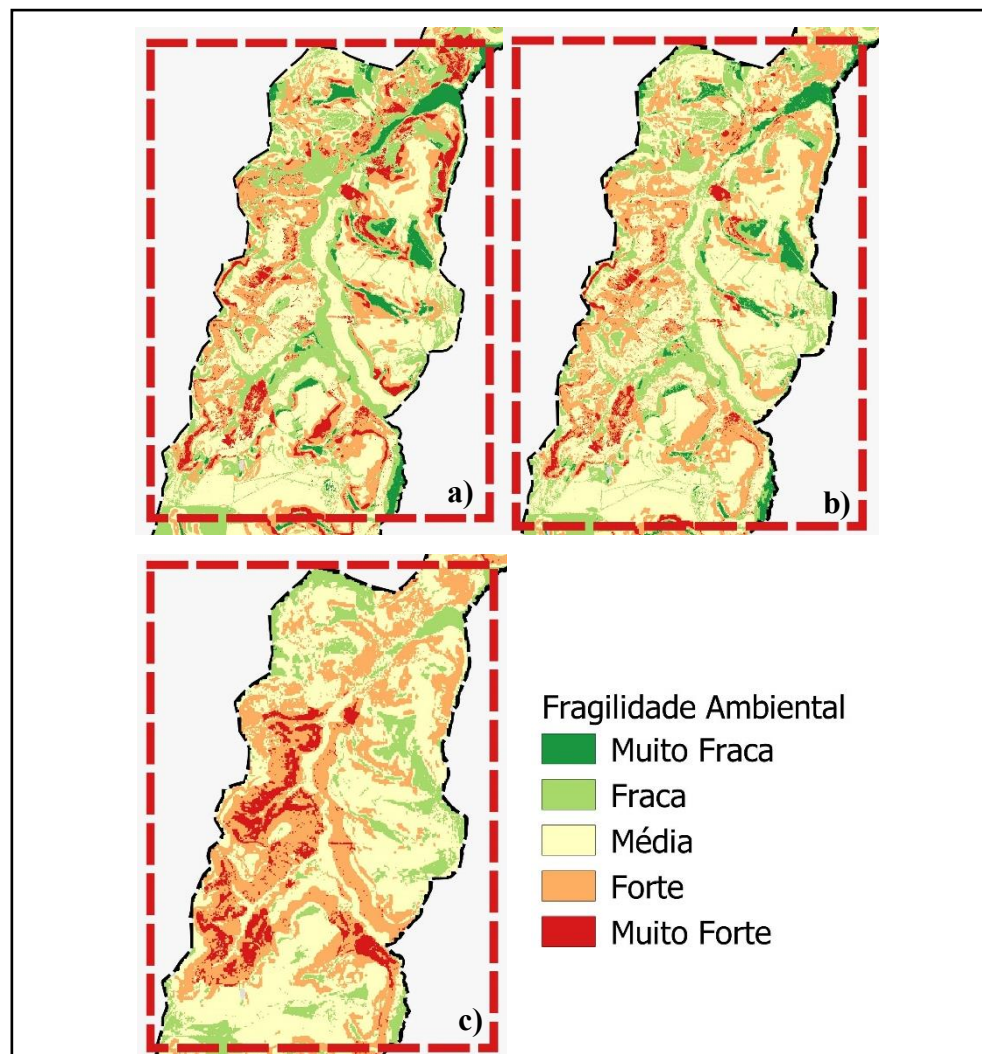 a)
b)
c)
Fragilidade Ambiental
Muito Fraca
Fraca
Média
Forte
Muito Forte